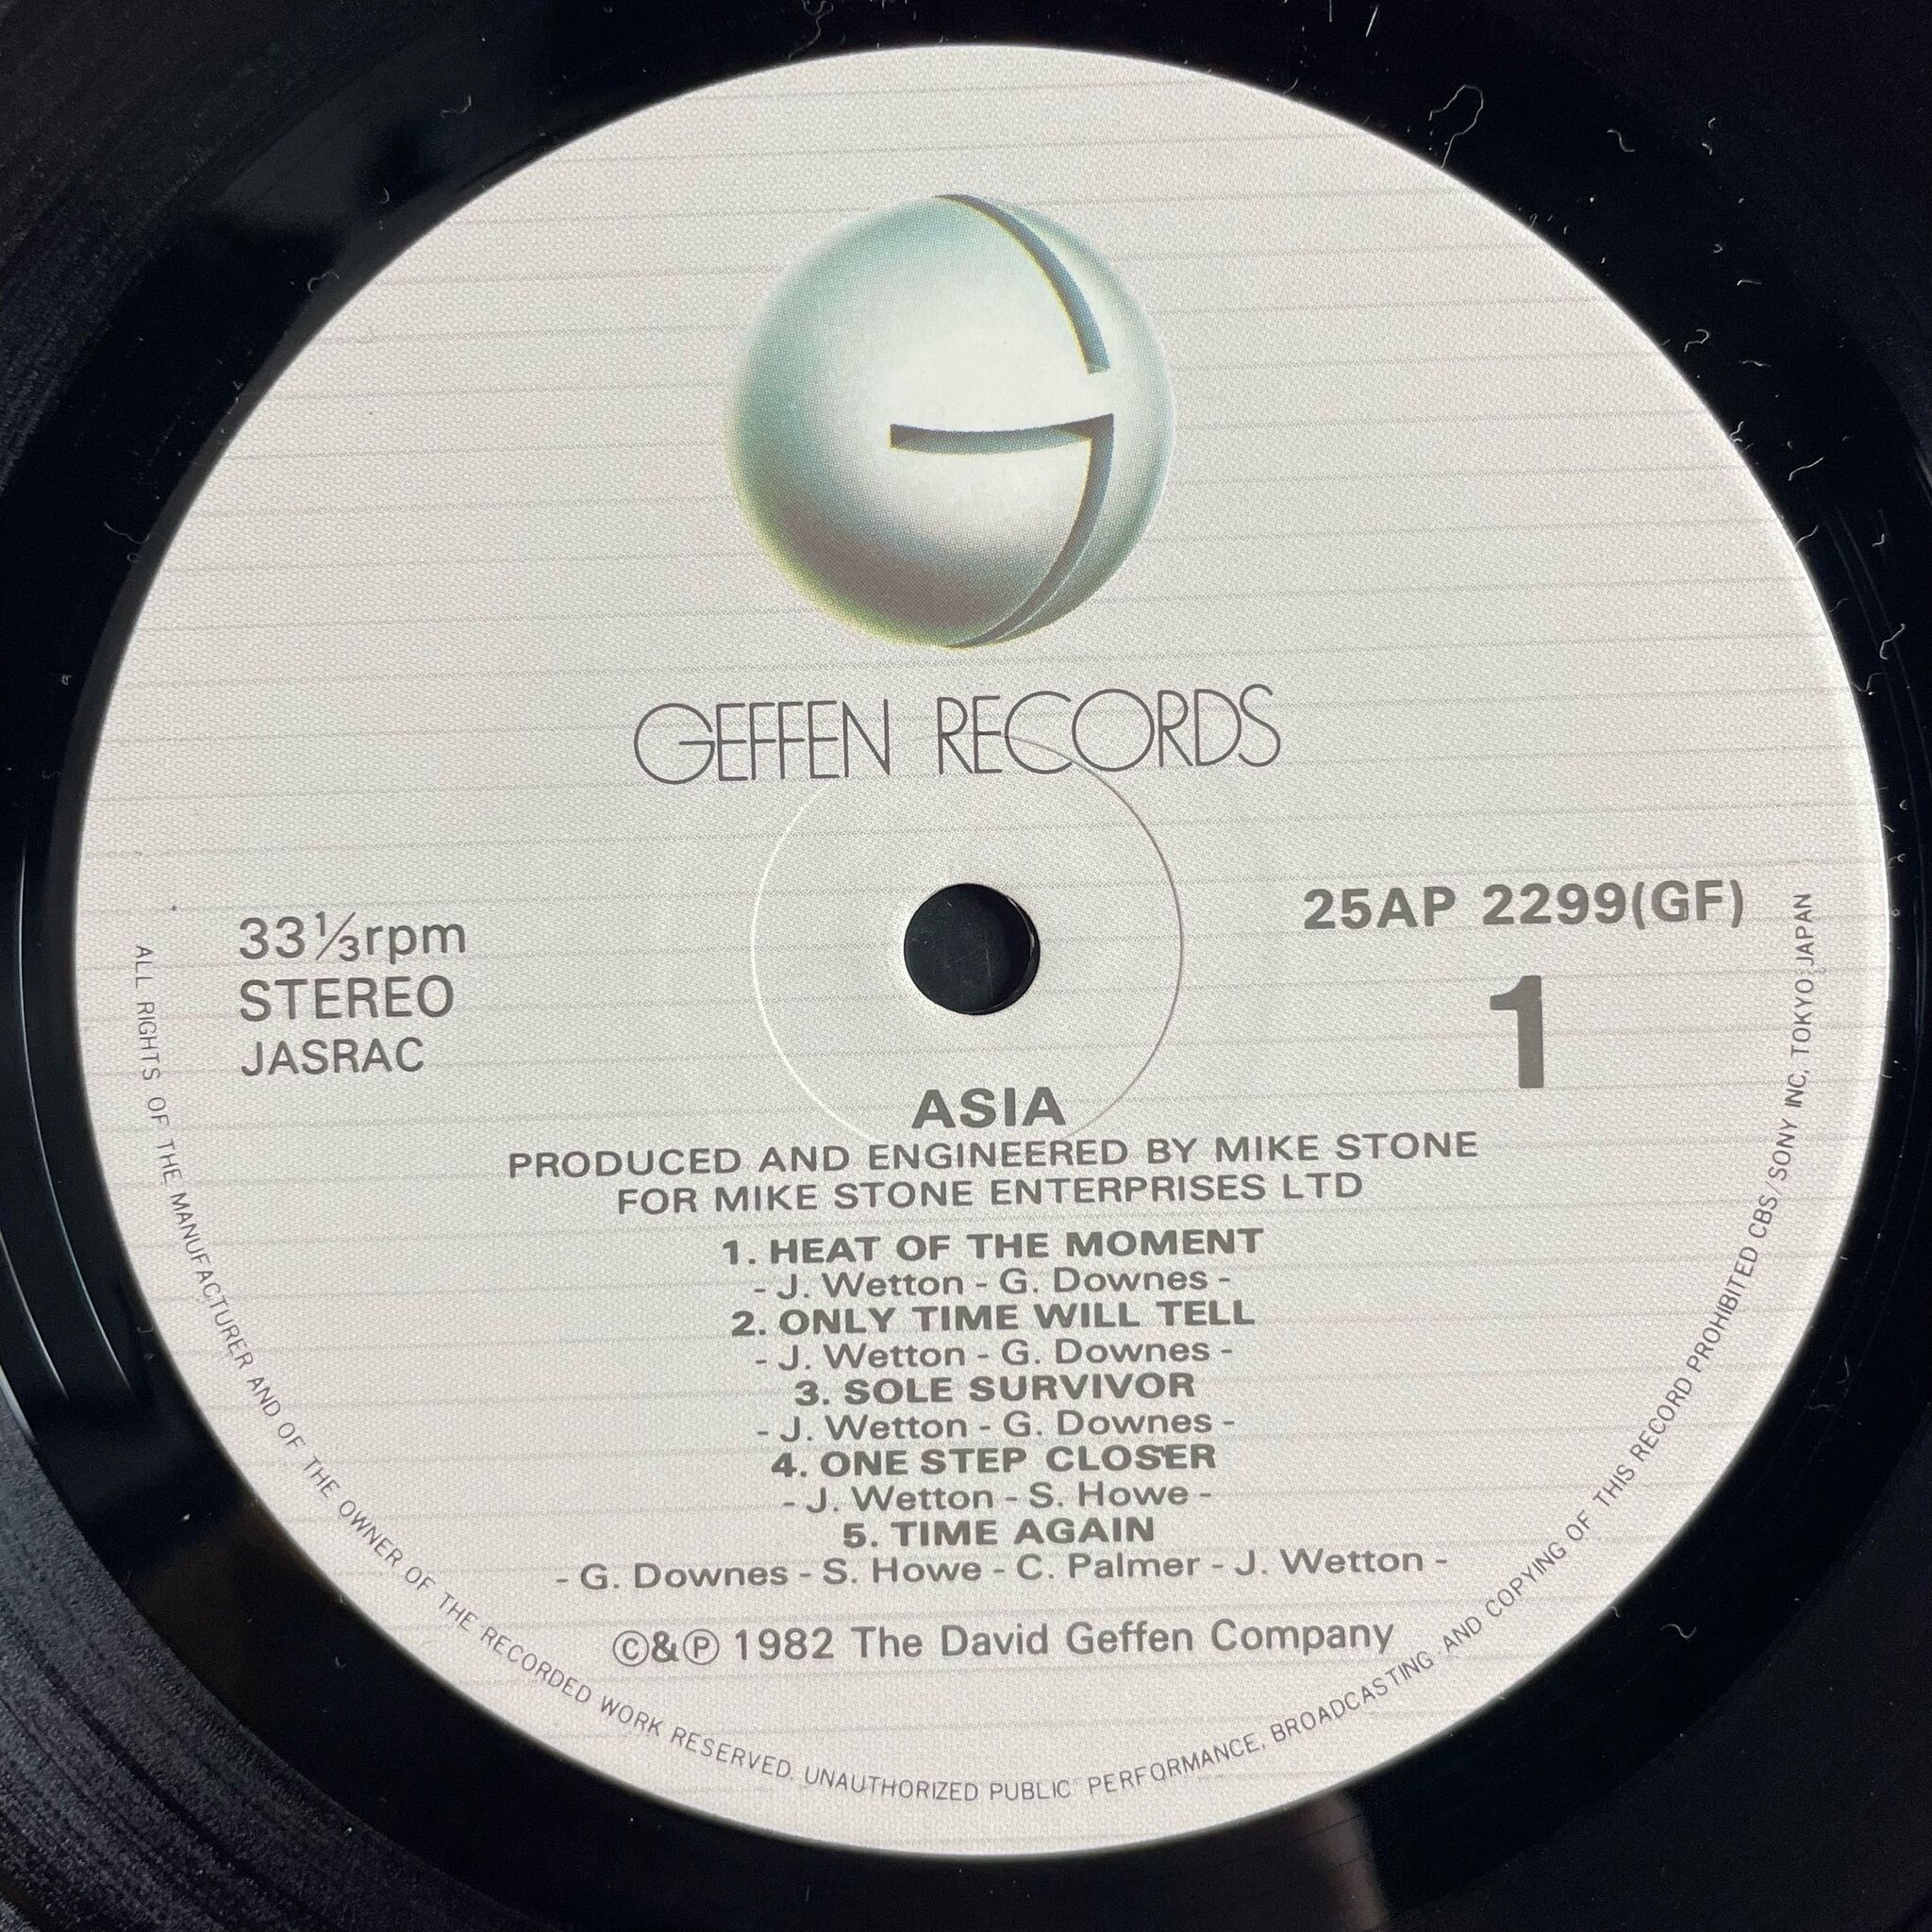 GEFFEN RECORDS
33⅓rpm
STEREO
JASRAC
25AP 2299(GF)
1
ASIA
PRODUCED AND ENGINEERED BY MIKE STONE
FOR MIKE STONE ENTERPRISES LTD
1. HEAT OF THE MOMENT
- J. Wetton - G. Downes -
2. ONLY TIME WILL TELL
- J. Wetton - G. Downes -
3. SOLE SURVIVOR
- J. Wetton - G. Downes -
4. ONE STEP CLOSER
- J. Wetton - S. Howe -
5. TIME AGAIN
- G. Downes - S. Howe - C. Palmer - J. Wetton -
Ⓒ&Ⓟ 1982 The David Geffen Company
ALL RIGHTS OF THE MANUFACTURER AND OF THE OWNER OF THE RECORDED WORK RESERVED. UNAUTHORIZED PUBLIC PERFORMANCE, BROADCASTING AND COPYING OF THIS RECORD PROHIBITED CBS/SONY INC, TOKYO JAPAN